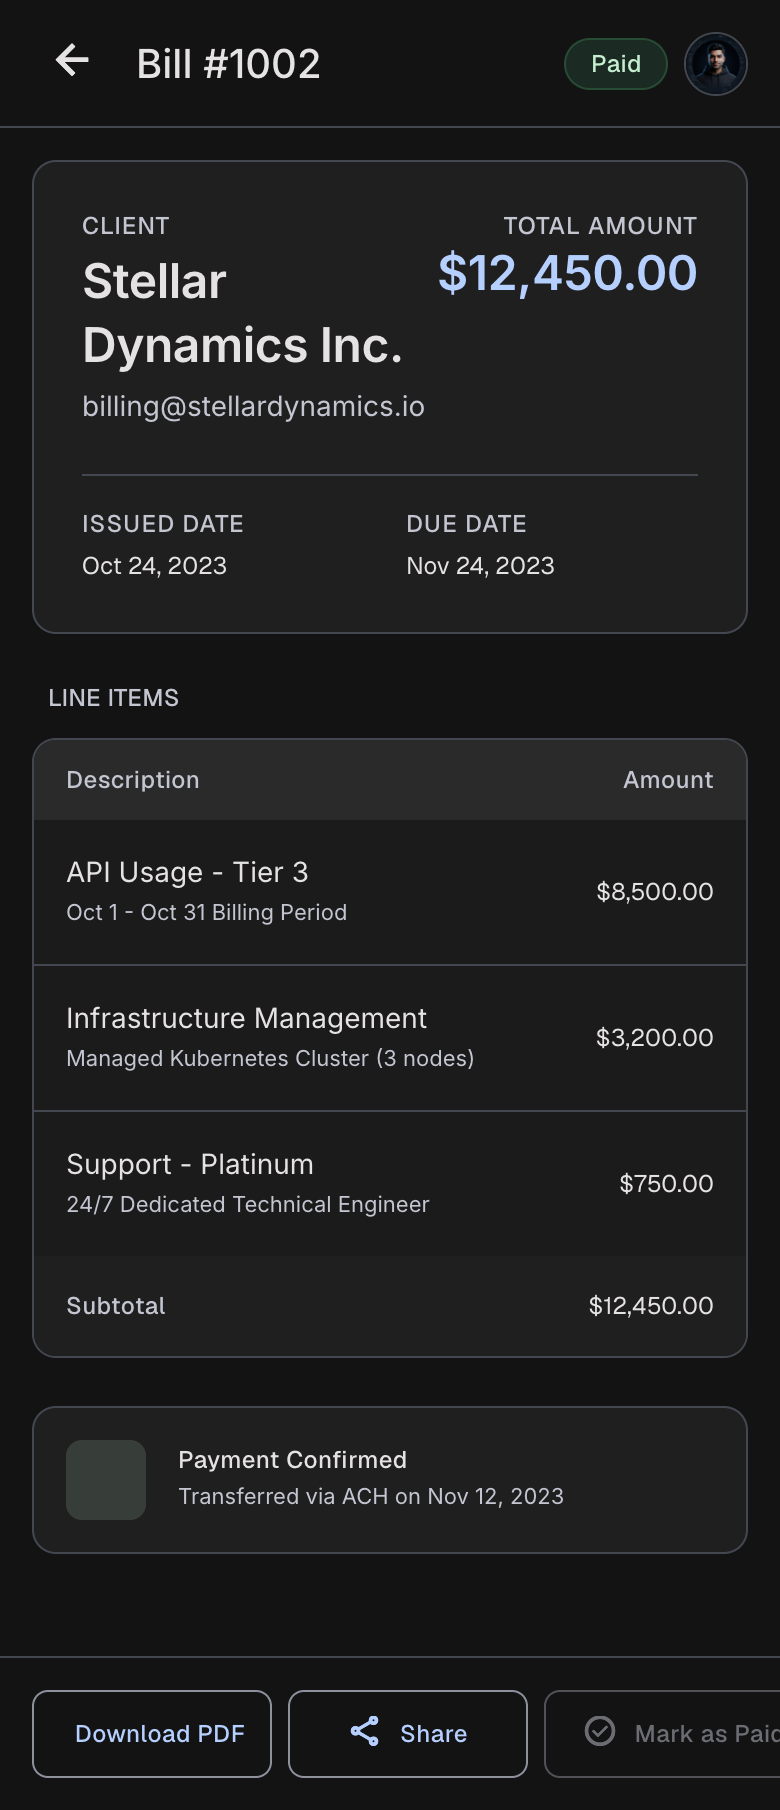 Bill #1002
Paid
CLIENT
Stellar
Dynamics Inc.
billing@stellardynamics.io
TOTAL AMOUNT
$12,450.00
ISSUED DATE
Oct 24, 2023
DUE DATE
Nov 24, 2023
LINE ITEMS
Description Amount
API Usage - Tier 3
Oct 1 - Oct 31 Billing Period
$8,500.00
Infrastructure Management
Managed Kubernetes Cluster (3 nodes)
$3,200.00
Support - Platinum
24/7 Dedicated Technical Engineer
$750.00
Subtotal $12,450.00
Payment Confirmed
Transferred via ACH on Nov 12, 2023
Download PDF
Share
Mark as Paid